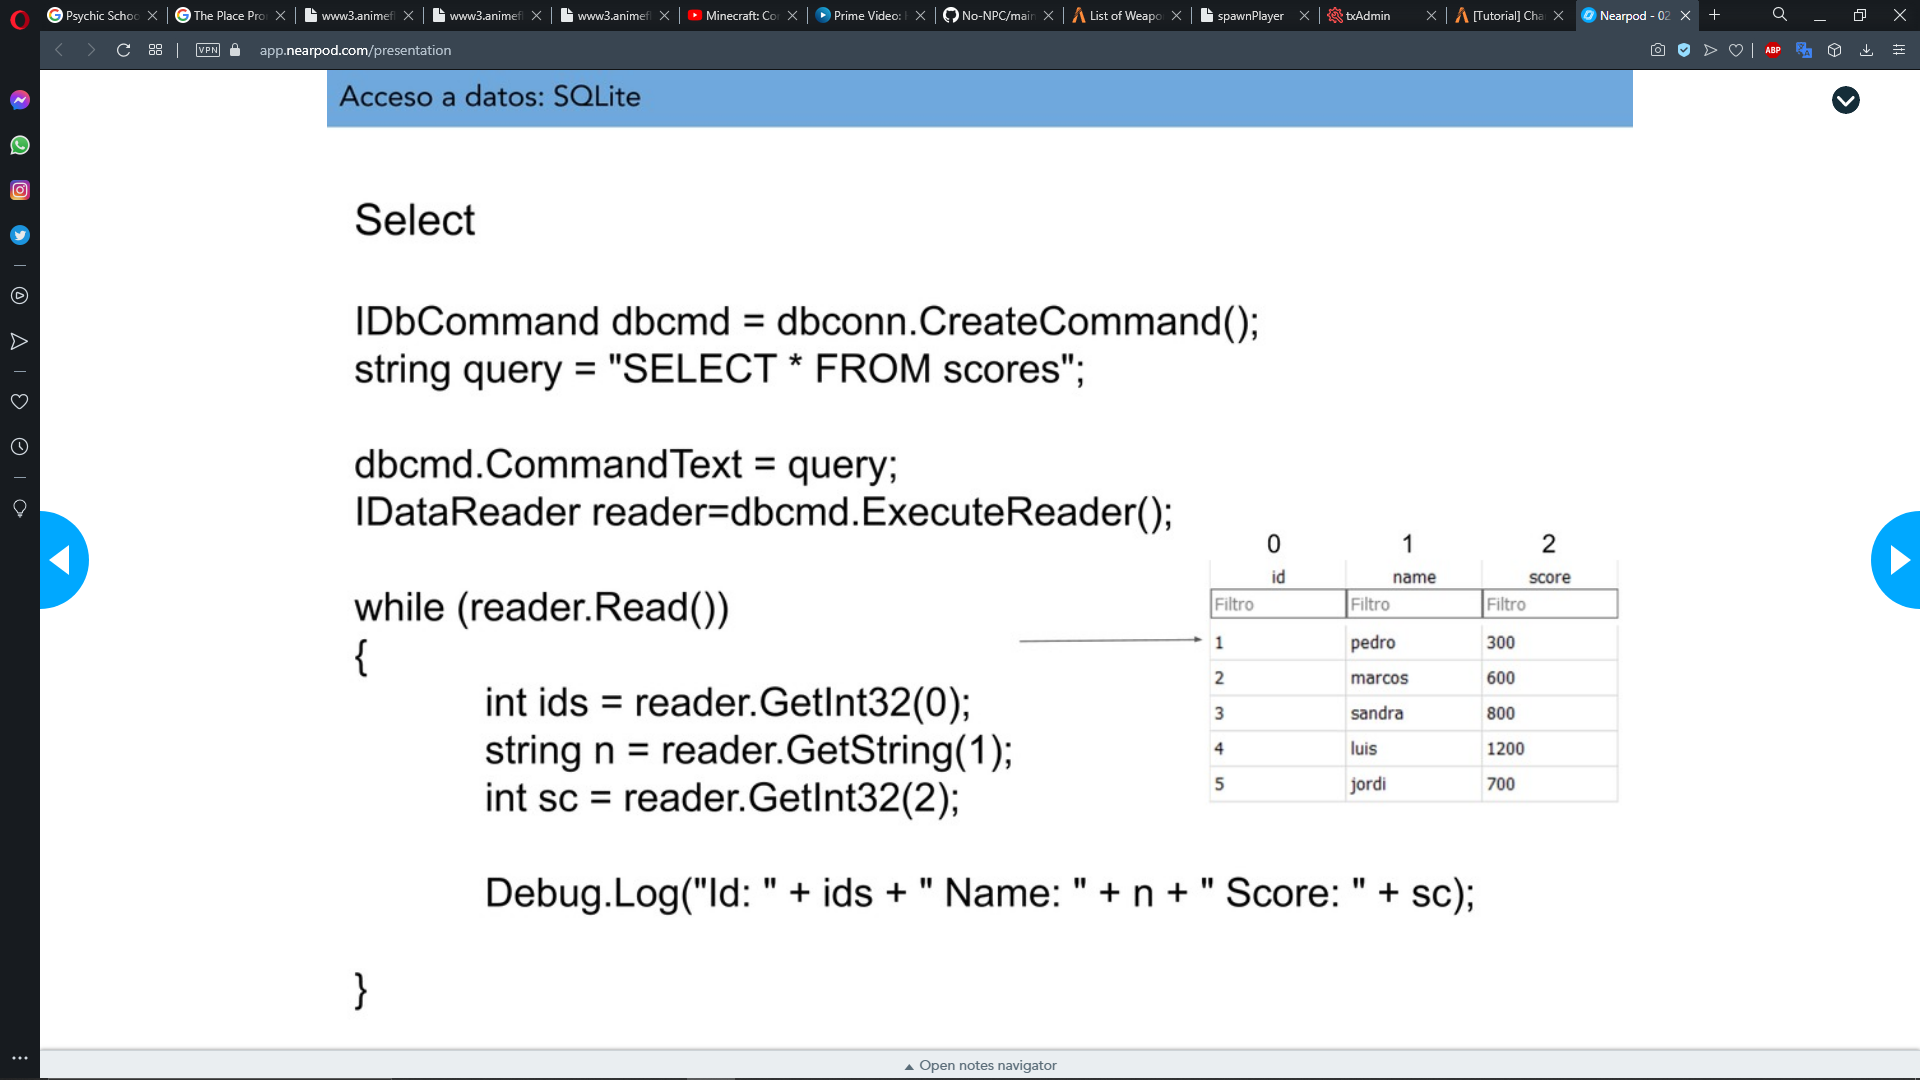 Psychic Schoo
The Place Pro
www3.animef
www3.animef
www3.animef
Minecraft: Co
Prime Video:
No-NPC/main
List of Weapo
spawnPlayer
txAdmin
[Tutorial] Cha
Nearpod - 02
VPN
app.nearpod.com/presentation
ABP
Acceso a datos: SQLite
Select
IDbCommand dbcmd = dbconn.CreateCommand();
string query = "SELECT * FROM scores";
dbcmd.CommandText = query;
IDataReader reader=dbcmd.ExecuteReader();
while (reader.Read())
{
int ids = reader.GetInt32(0);
string n = reader.GetString(1);
int sc = reader.GetInt32(2);
Debug.Log("Id: " + ids + " Name: " + n + " Score: " + sc);
}
0 1 2
id name score
Filtro Filtro Filtro
1 pedro 300
2 marcos 600
3 sandra 800
4 luis 1200
5 jordi 700
Open notes navigator